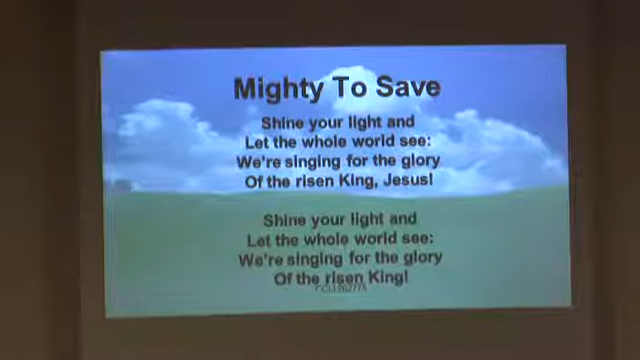 Mighty To Save
Shine your light and
Let the whole world see:
We're singing for the glory
Of the risen King, Jesus!
Shine your light and
Let the whole world see:
We're singing for the glory
Of the risen King!